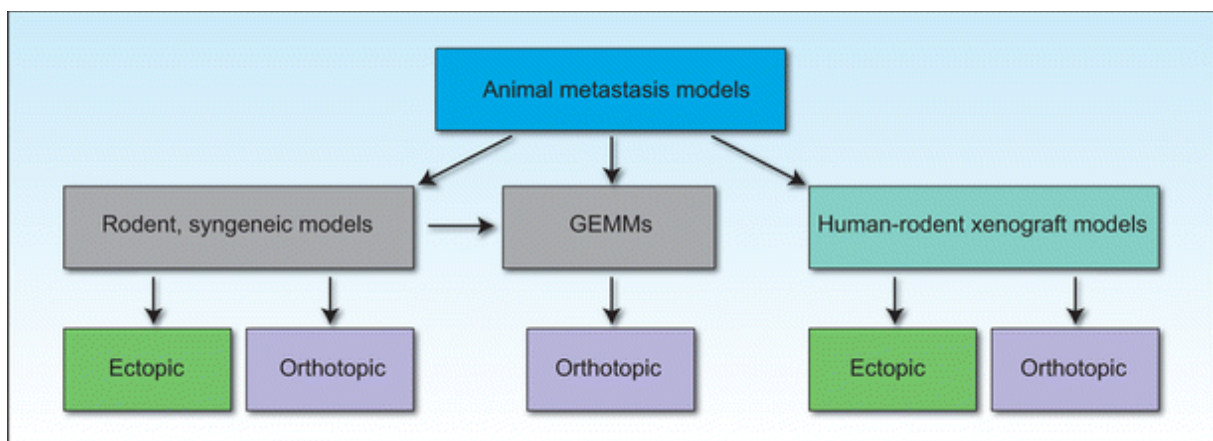 Animal metastasis models
Rodent, syngeneic models
GEMMs
Human-rodent xenograft models
Ectopic
Orthotopic
Orthotopic
Ectopic
Orthotopic